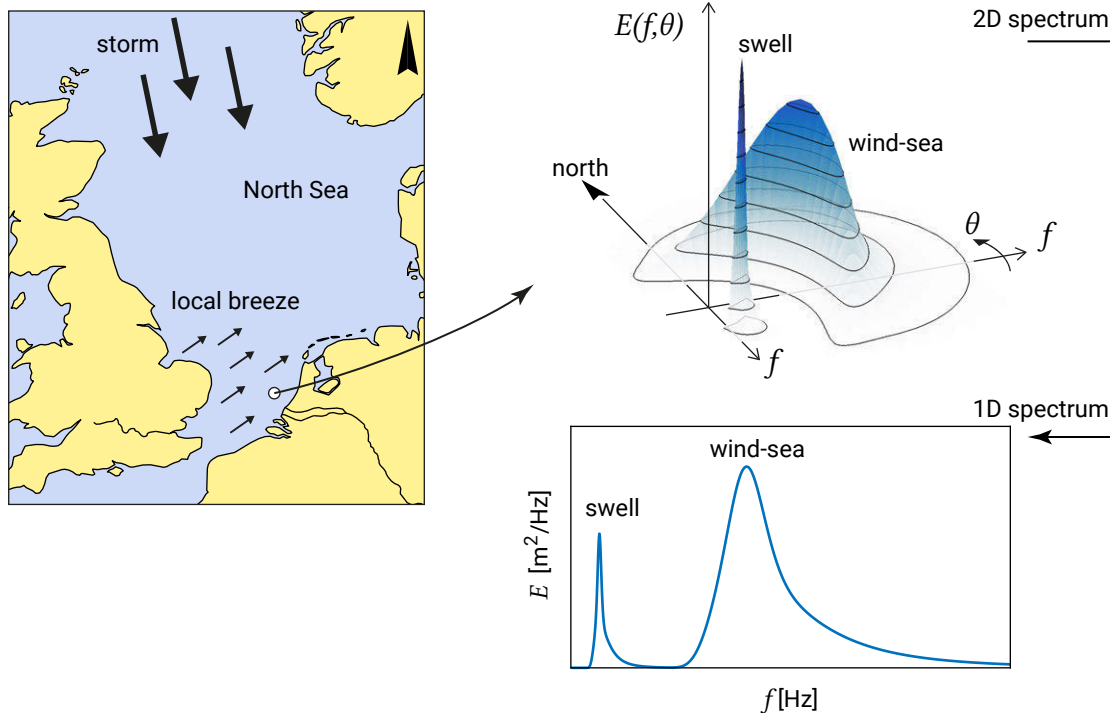 storm
North Sea
local breeze
E(f,θ)
swell
2D spectrum
wind-sea
north
θ
f
f
1D spectrum
wind-sea
swell
E [m²/Hz]
f [Hz]